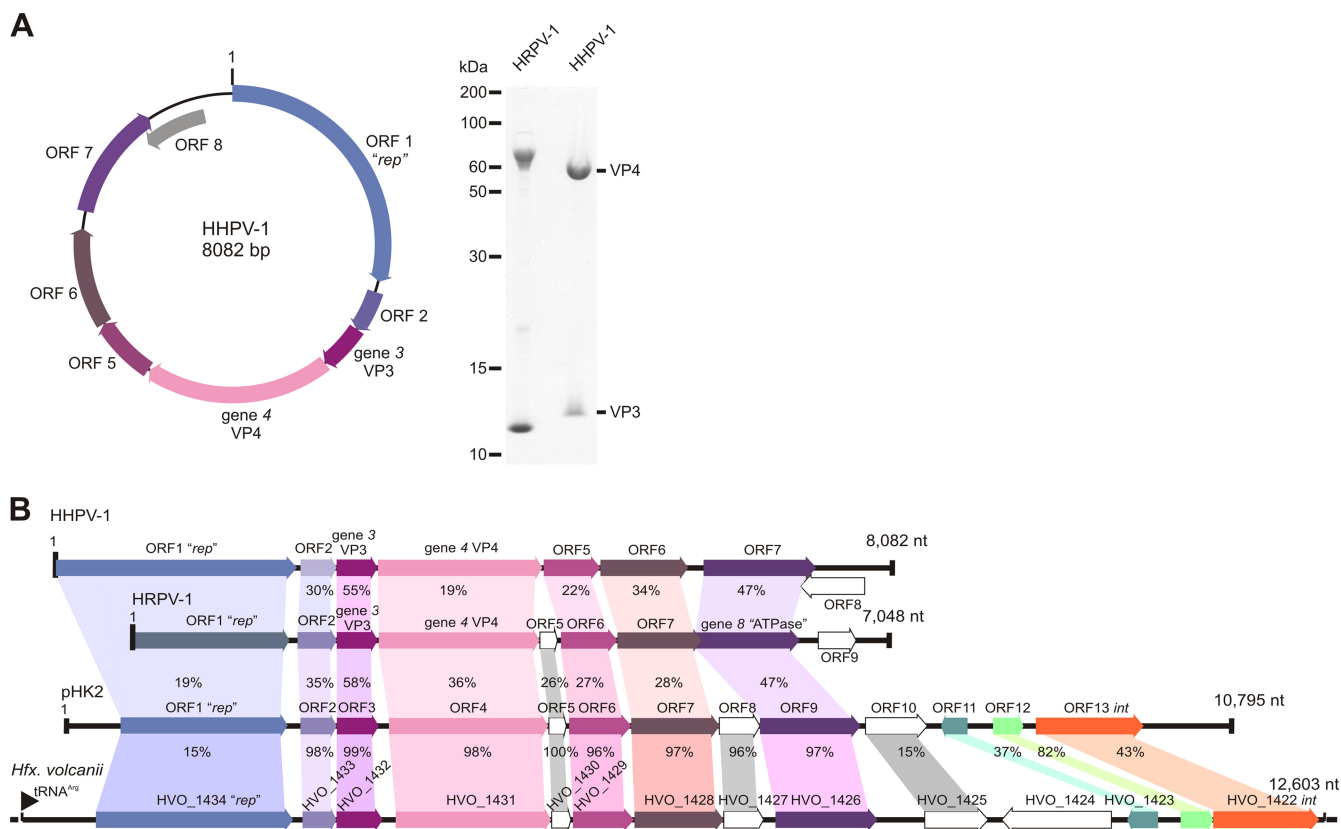 A
1
ORF 1
"rep"
ORF 2
gene 3
VP3
gene 4
VP4
ORF 5
ORF 6
ORF 7
ORF 8
HHPV-1
8082 bp
kDa
HRPV-1
HHPV-1
200
100
60
50
30
15
10
VP4
VP3
B
HHPV-1
1
ORF1 "rep"
ORF2
gene 3
VP3
gene 4 VP4
ORF5
ORF6
ORF7
ORF8
8,082 nt
30%
55%
19%
22%
34%
47%
HRPV-1
1
ORF1 "rep"
ORF2
gene 3
VP3
gene 4 VP4
ORF5
ORF6
ORF7
gene 8 "ATPase"
ORF9
7,048 nt
19%
35%
58%
36%
26%
27%
28%
47%
pHK2
1
ORF1 "rep"
ORF2
ORF3
ORF4
ORF5
ORF6
ORF7
ORF8
ORF9
ORF10
ORF11
ORF12
ORF13 int
10,795 nt
15%
98%
99%
98%
100%
96%
97%
96%
97%
15%
37%
82%
43%
Hfx. volcanii
tRNAArg
HVO_1434 "rep"
HVO_1433
HVO_1432
HVO_1431
HVO_1430
HVO_1429
HVO_1428
HVO_1427
HVO_1426
HVO_1425
HVO_1424
HVO_1423
HVO_1422 int
12,603 nt